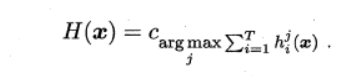 H(x) = c_{arg max_j ∑_{i=1}^{T} h_i^j(x)} .